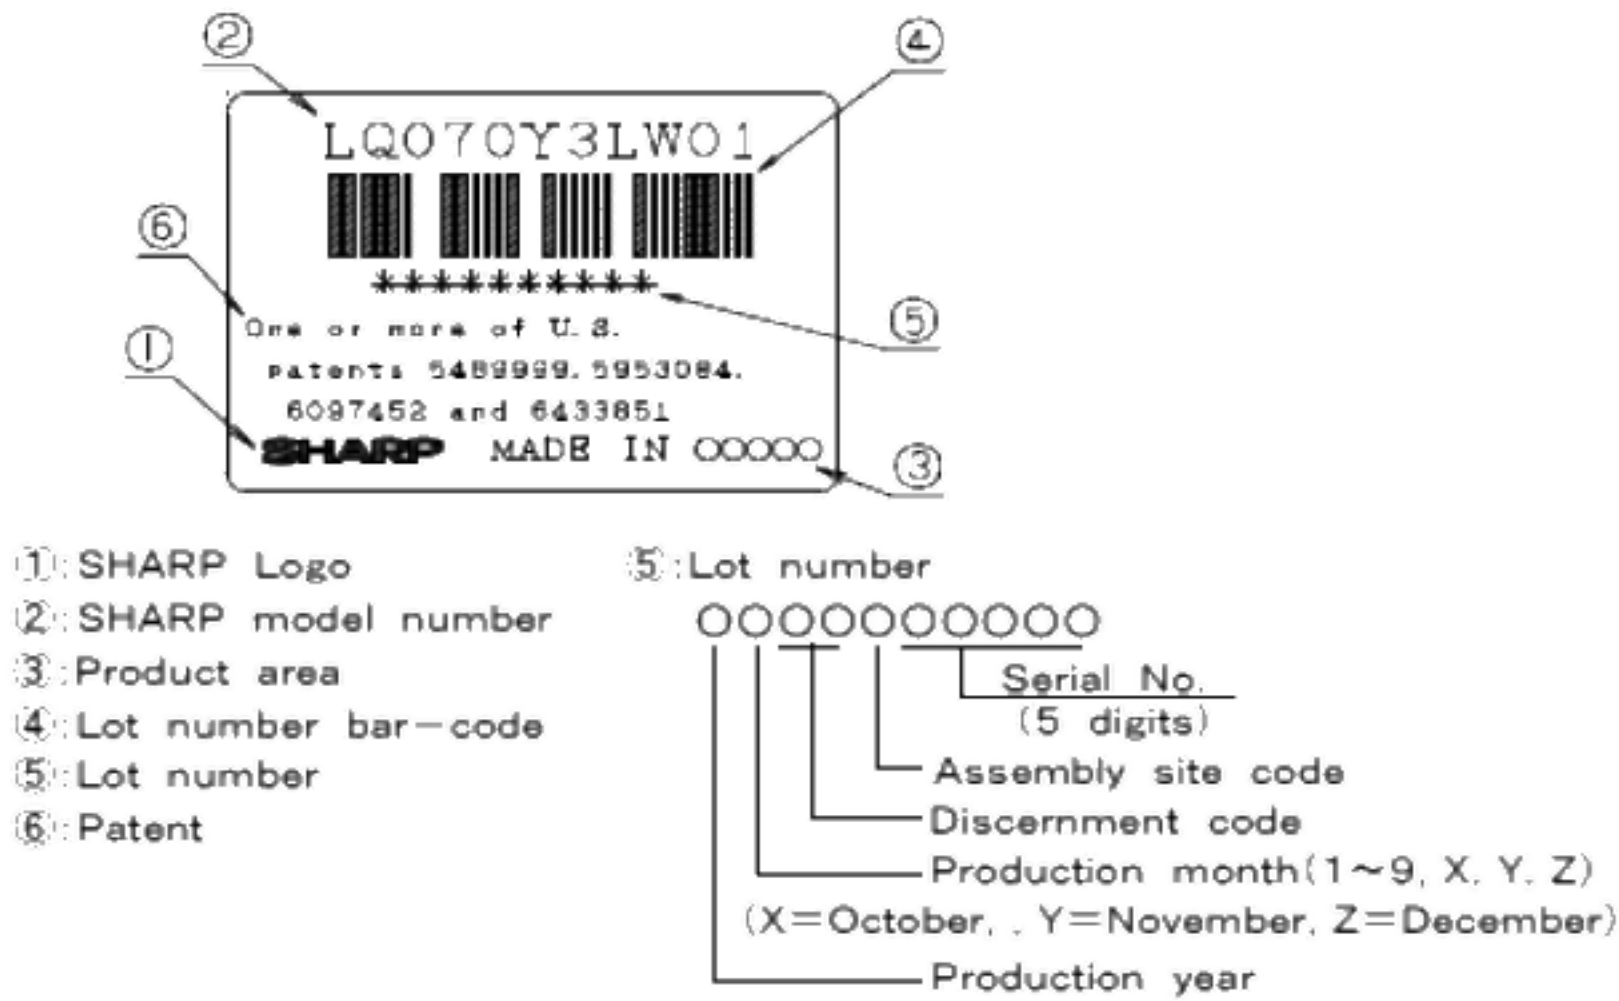 ②
④
LQ070Y3LW01
⑥
**********
⑤
One or more of U.S.
①
patents 5489999.5953084.
6097452 and 6433851
SHARP MADE IN ○○○○○
③
①:SHARP Logo
②:SHARP model number
③:Product area
④:Lot number bar-code
⑤:Lot number
⑥:Patent
⑤:Lot number
○○○○○○○○○○
Serial No.
(5 digits)
Assembly site code
Discernment code
Production month(1~9, X, Y, Z)
(X=October, . Y=November, Z=December)
Production year